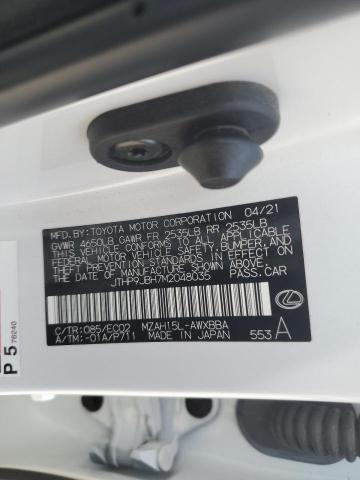 MFD.BY:TOYOTA MOTOR CORPORATION 04/21
GVWR 4650LB GAWR FR 2535LB RR 2535LB
THIS VEHICLE CONFORMS TO ALL APPLICABLE
FEDERAL MOTOR VEHICLE SAFETY, BUMPER, AND
THEFT PREVENTION STANDARDS IN EFFECT ON
THE DATE OF MANUFACTURE SHOWN ABOVE.
JTHP9JBH7M2048035 PASS.CAR
C/TR:085/EC02 MZAH15L-AWXBBA
A/TM:-01A/P711 MADE IN JAPAN 553 A
P 5 76240